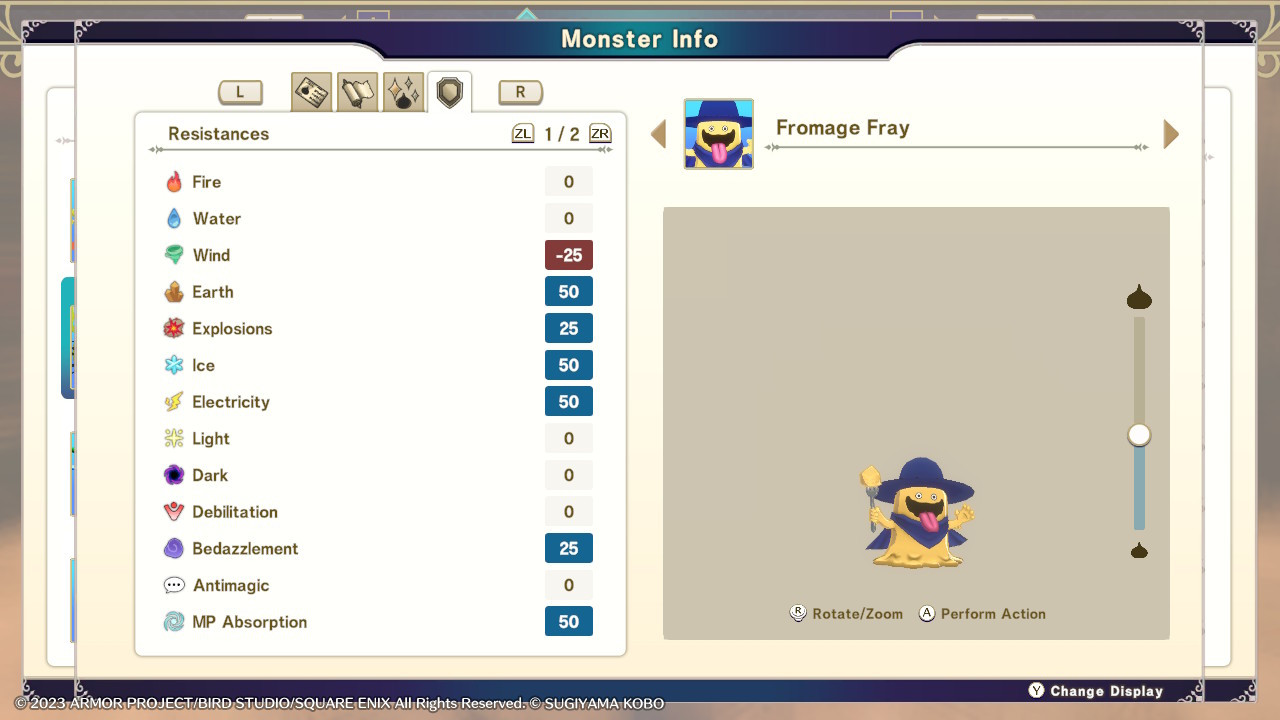 Monster Info
L
R
Resistances
ZL 1 / 2 ZR
Fire 0
Water 0
Wind -25
Earth 50
Explosions 25
Ice 50
Electricity 50
Light 0
Dark 0
Debilitation 0
Bedazzlement 25
Antimagic 0
MP Absorption 50
Fromage Fray
R Rotate/Zoom A Perform Action
Y Change Display
© 2023 ARMOR PROJECT/BIRD STUDIO/SQUARE ENIX All Rights Reserved. © SUGIYAMA KOBO